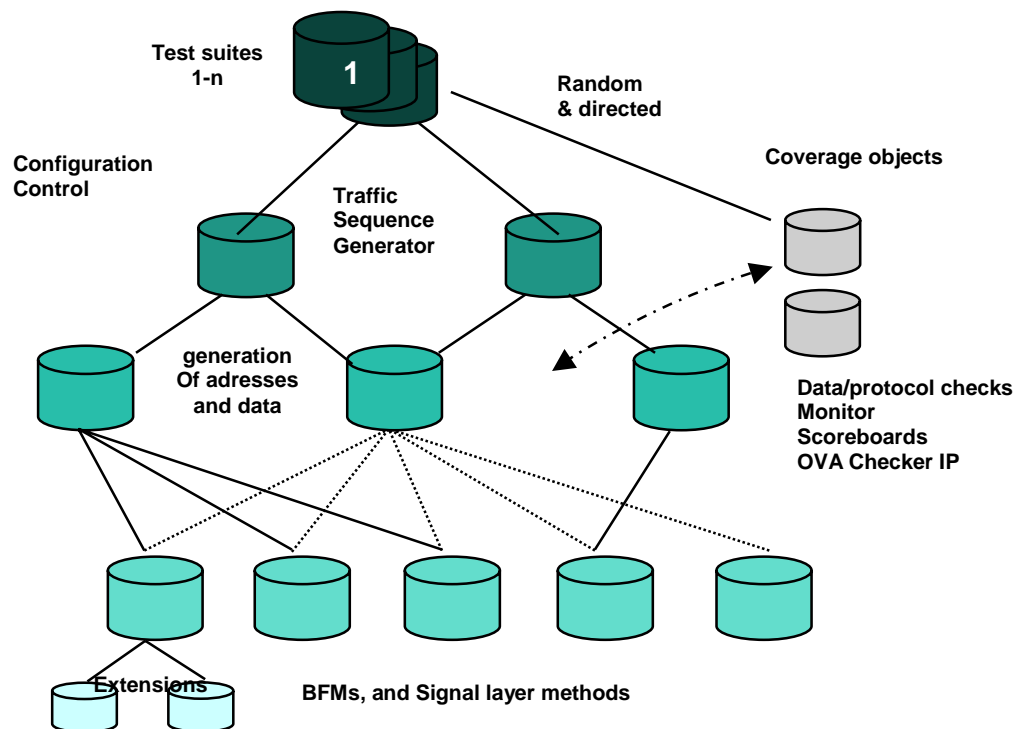 Test suites
1-n
1
Random
& directed
Coverage objects
Configuration
Control
Traffic
Sequence
Generator
generation
Of adresses
and data
Data/protocol checks
Monitor
Scoreboards
OVA Checker IP
Extensions
BFMs, and Signal layer methods